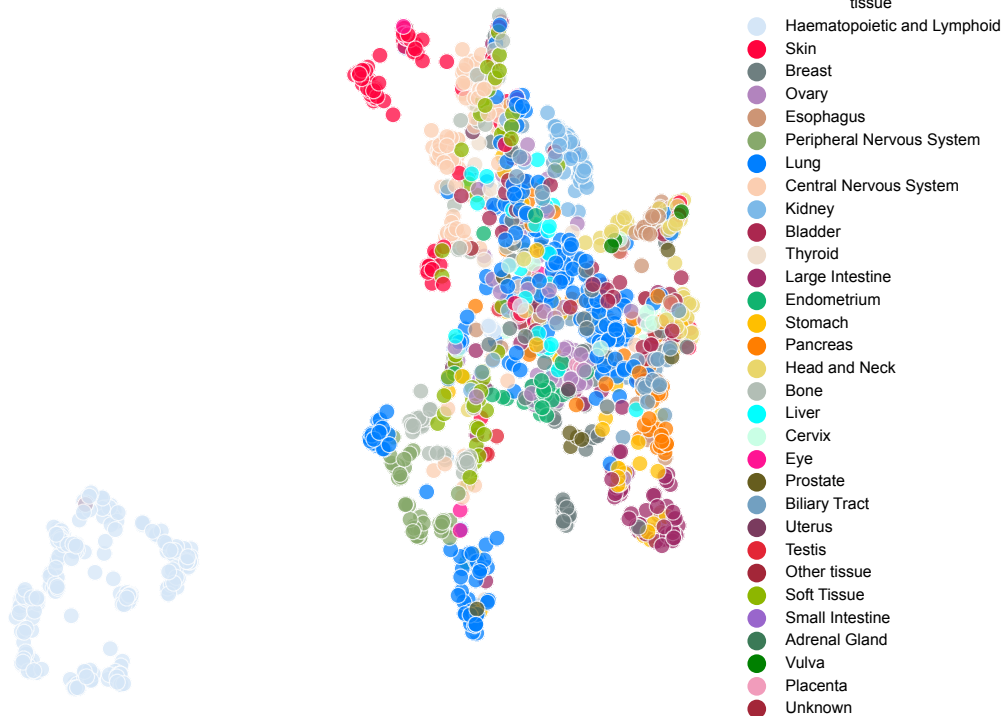 tissue
Haematopoietic and Lymphoid
Skin
Breast
Ovary
Esophagus
Peripheral Nervous System
Lung
Central Nervous System
Kidney
Bladder
Thyroid
Large Intestine
Endometrium
Stomach
Pancreas
Head and Neck
Bone
Liver
Cervix
Eye
Prostate
Biliary Tract
Uterus
Testis
Other tissue
Soft Tissue
Small Intestine
Adrenal Gland
Vulva
Placenta
Unknown